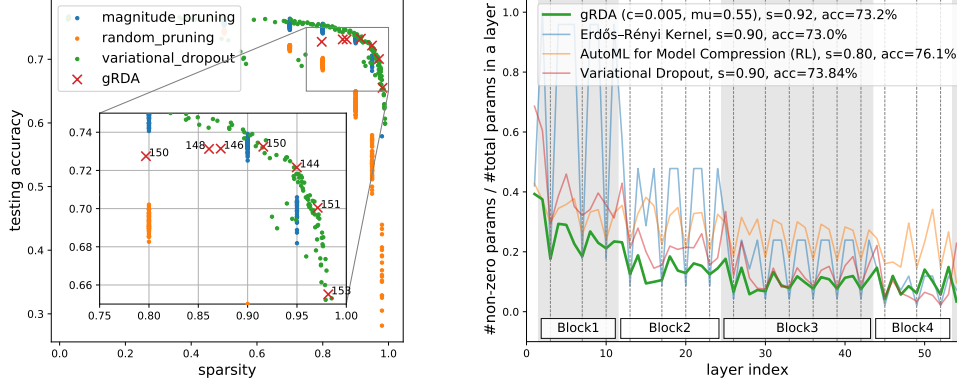 magnitude_pruning
random_pruning
variational_dropout
gRDA
testing accuracy
0.7
0.6
0.5
0.4
0.3
0.74
0.72
0.70
0.68
0.66
150
148
146
150
144
151
153
0.75 0.80 0.85 0.90 0.95 1.00
0.0 0.2 0.4 0.6 0.8 1.0
sparsity
gRDA (c=0.005, mu=0.55), s=0.92, acc=73.2%
Erdős–Rényi Kernel, s=0.90, acc=73.0%
AutoML for Model Compression (RL), s=0.80, acc=76.1%
Variational Dropout, s=0.90, acc=73.84%
#non-zero params / #total params in a layer
1.0
0.8
0.6
0.4
0.2
0.0
Block1 Block2 Block3 Block4
0 10 20 30 40 50
layer index